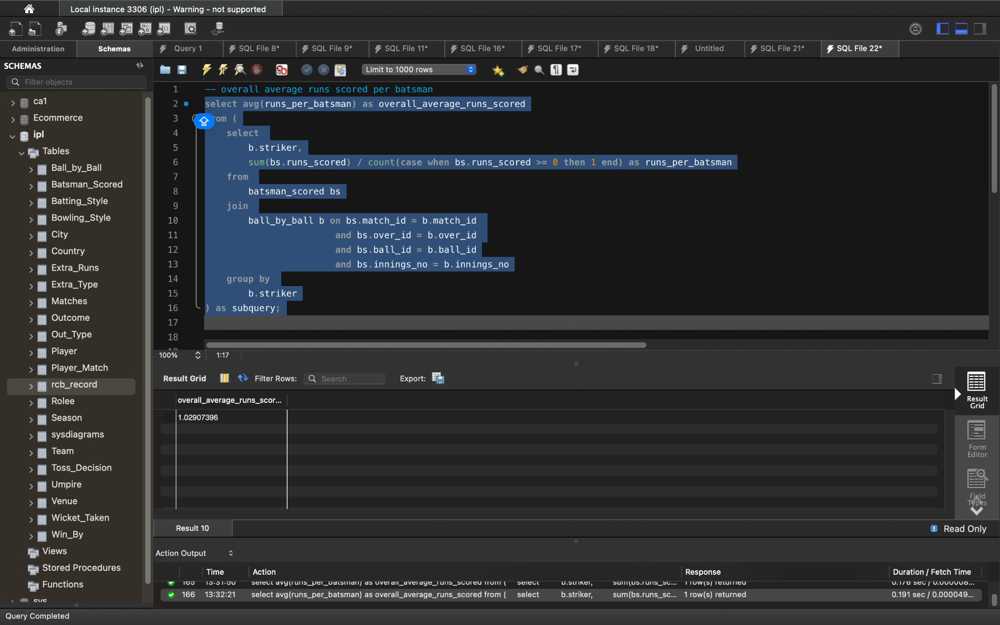 Local instance 3306 (ipl) - Warning - not supported
Administration
Schemas
Query 1
SQL File 8*
SQL File 9*
SQL File 11*
SQL File 16*
SQL File 17*
SQL File 18*
Untitled
SQL File 21*
SQL File 22*
SCHEMAS
Filter objects
ca1
Ecommerce
ipl
Tables
Ball_by_Ball
Batsman_Scored
Batting_Style
Bowling_Style
City
Country
Extra_Runs
Extra_Type
Matches
Outcome
Out_Type
Player
Player_Match
rcb_record
Rolee
Season
sysdiagrams
Team
Toss_Decision
Umpire
Venue
Wicket_Taken
Win_By
Views
Stored Procedures
Functions
sys
Limit to 1000 rows
1 -- overall average runs scored per batsman
2 select avg(runs_per_batsman) as overall_average_runs_scored
3 rom (
4 select
5 b.striker,
6 sum(bs.runs_scored) / count(case when bs.runs_scored >= 0 then 1 end) as runs_per_batsman
7 from
8 batsman_scored bs
9 join
10 ball_by_ball b on bs.match_id = b.match_id
11 and bs.over_id = b.over_id
12 and bs.ball_id = b.ball_id
13 and bs.innings_no = b.innings_no
14 group by
15 b.striker
16 ) as subquery;
17
18
100% 1:17
Result Grid Filter Rows: Search Export:
overall_average_runs_scor...
1.02907396
Result Grid
Form Editor
Field Types
Result 10
Read Only
Action Output
Time Action Response Duration / Fetch Time
165 13:31:50 select avg(runs_per_batsman) as overall_average_runs_scored from ( select b.striker, sum(bs.runs_sc... 1 row(s) returned 0.176 sec / 0.000008...
166 13:32:21 select avg(runs_per_batsman) as overall_average_runs_scored from ( select b.striker, sum(bs.runs_sc... 1 row(s) returned 0.191 sec / 0.000049...
Query Completed